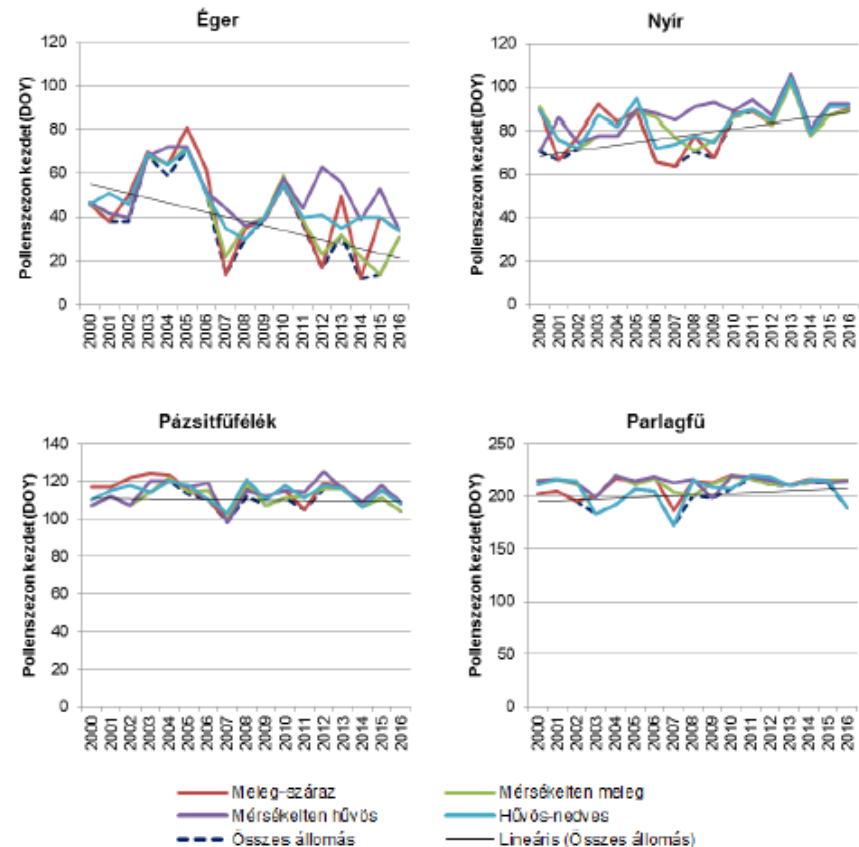 Éger
Pollenszezon kezdet (DOY)
120
100
80
60
40
20
0
2000 2001 2002 2003 2004 2005 2006 2007 2008 2009 2010 2011 2012 2013 2014 2015 2016
Nyír
Pollenszezon kezdet (DOY)
120
100
80
60
40
20
0
2000 2001 2002 2003 2004 2005 2006 2007 2008 2009 2010 2011 2012 2013 2014 2015 2016
Pázsitfűfélék
Pollenszezon kezdet (DOY)
140
120
100
80
60
40
20
0
2000 2001 2002 2003 2004 2005 2006 2007 2008 2009 2010 2011 2012 2013 2014 2015 2016
Parlagfű
Pollenszezon kezdet (DOY)
250
200
150
100
50
0
2000 2001 2002 2003 2004 2005 2006 2007 2008 2009 2010 2011 2012 2013 2014 2015 2016
Meleg-száraz
Mérsékelten meleg
Mérsékelten hűvös
Hűvös-nedves
Összes állomás
Lineáris (Összes állomás)